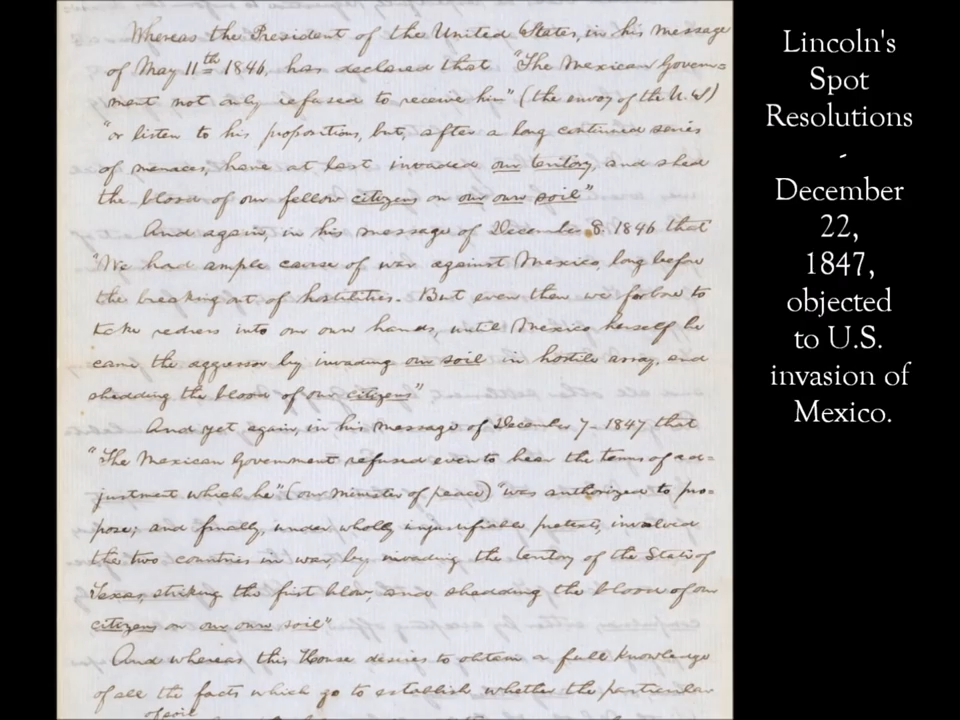 Whereas the President of the United States, in his message
of May 11th 1846, has declared that "The Mexican Govern=
ment not only refused to receive him" (the envoy of the U.S.)
"or listen to his propositions, but, after a long continued series
of menaces, have at last invaded our teritory, and shed
the blood of our fellow citizens on our own soil"
And again, in his message of December 8. 1846 that
"We had ample cause of war against Mexico, long before
the breaking out of hostilities. But even then we forbore to
take redress into our own hands, until Mexico herself be
came the aggressor by invading our soil in hostile array, and
shedding the blood of our citizens"
And yet again, in his message of December 7- 1847 that
"The Mexican Government refused even to hear the terms of ad=
justment which he" (our minister of peace) "was authorized to pro=
pose; and finally, under wholly unjustifiable pretexts, involved
the two countries in war, by invading the teritory of the State of
Texas, striking the first blow, and shedding the blood of our
citizens on our own soil"
And whereas this House desires to obtain a full knowledge
of all the facts which go to establish whether the particular
of soil
Lincoln's
Spot
Resolutions
-
December
22,
1847,
objected
to U.S.
invasion of
Mexico.